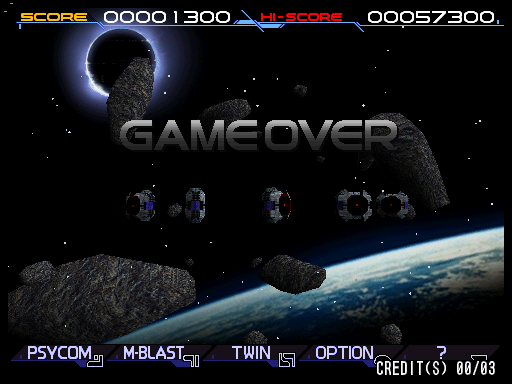 SCORE 00001300 HI-SCORE 00057300
GAME OVER
PSYCOM M-BLAST TWIN OPTION ?
CREDIT(S) 00/03